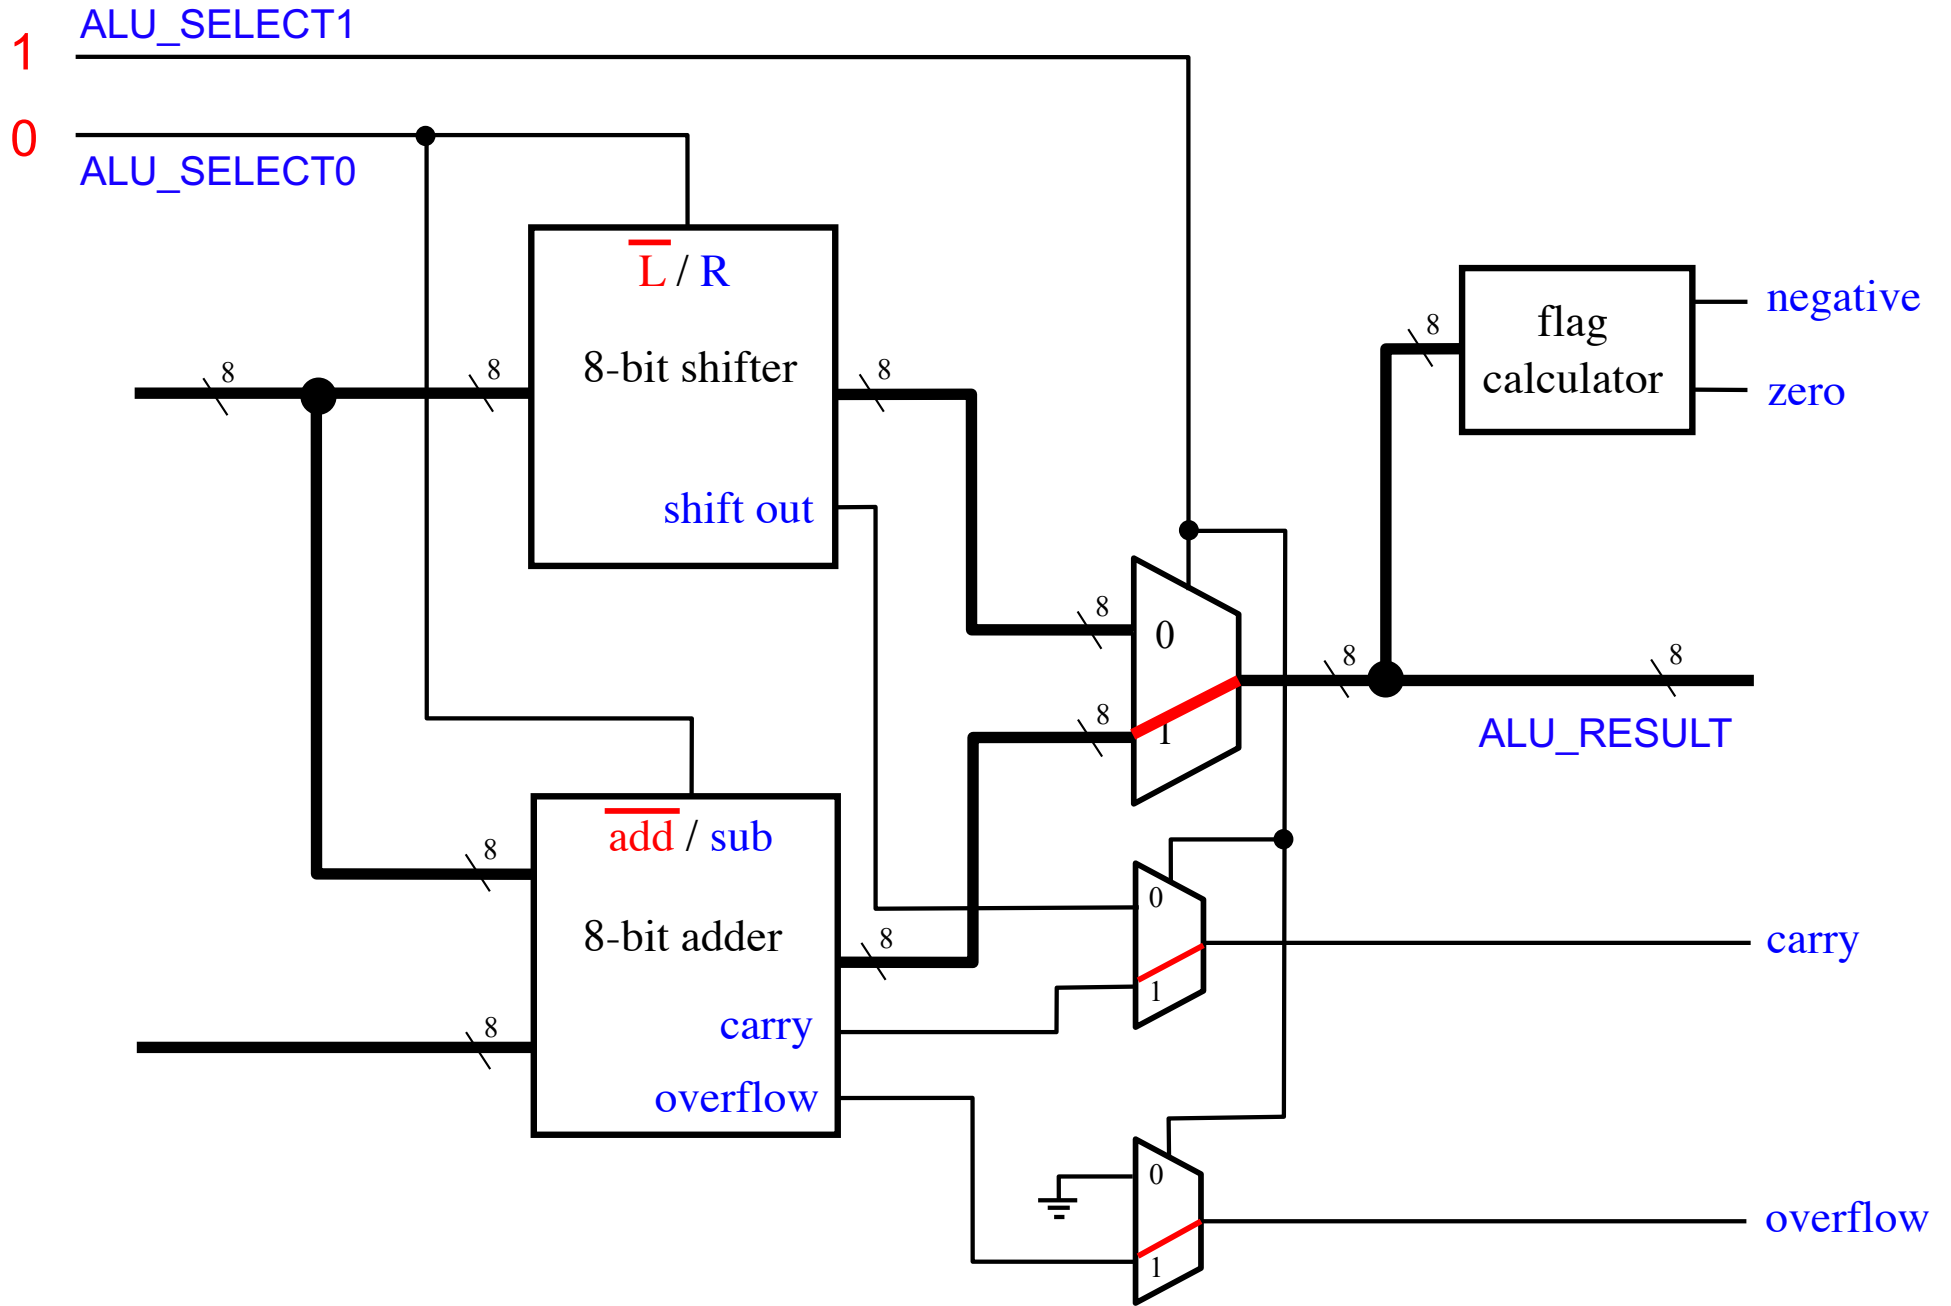 ALU_SELECT1
1
0
ALU_SELECT0
L / R
8-bit shifter
shift out
8
8
8
flag
calculator
8
negative
zero
8
0
8
1
8
8
ALU_RESULT
add / sub
8-bit adder
carry
overflow
8
8
8
0
1
carry
0
1
overflow